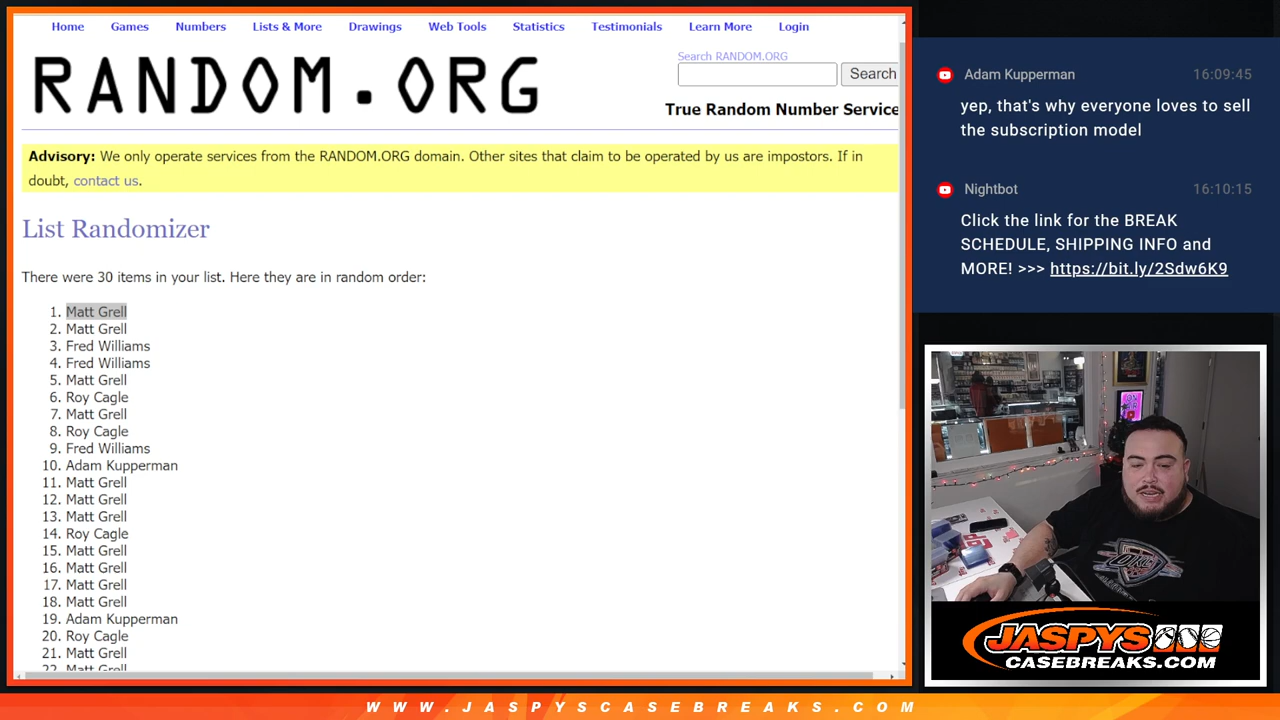 Home Games Numbers Lists & More Drawings Web Tools Statistics Testimonials Learn More Login
RANDOM.ORG
Search RANDOM.ORG
Search
True Random Number Service
Advisory: We only operate services from the RANDOM.ORG domain. Other sites that claim to be operated by us are impostors. If in
doubt, contact us.
List Randomizer
There were 30 items in your list. Here they are in random order:
1. Matt Grell
2. Matt Grell
3. Fred Williams
4. Fred Williams
5. Matt Grell
6. Roy Cagle
7. Matt Grell
8. Roy Cagle
9. Fred Williams
10. Adam Kupperman
11. Matt Grell
12. Matt Grell
13. Matt Grell
14. Roy Cagle
15. Matt Grell
16. Matt Grell
17. Matt Grell
18. Matt Grell
19. Adam Kupperman
20. Roy Cagle
21. Matt Grell
22. Matt Grell
Adam Kupperman 16:09:45
yep, that's why everyone loves to sell
the subscription model
Nightbot 16:10:15
Click the link for the BREAK
SCHEDULE, SHIPPING INFO and
MORE! >>> https://bit.ly/2Sdw6K9
OKC
JASPYS
CASEBREAKS.COM
WWW.JASPYSCASEBREAKS.COM